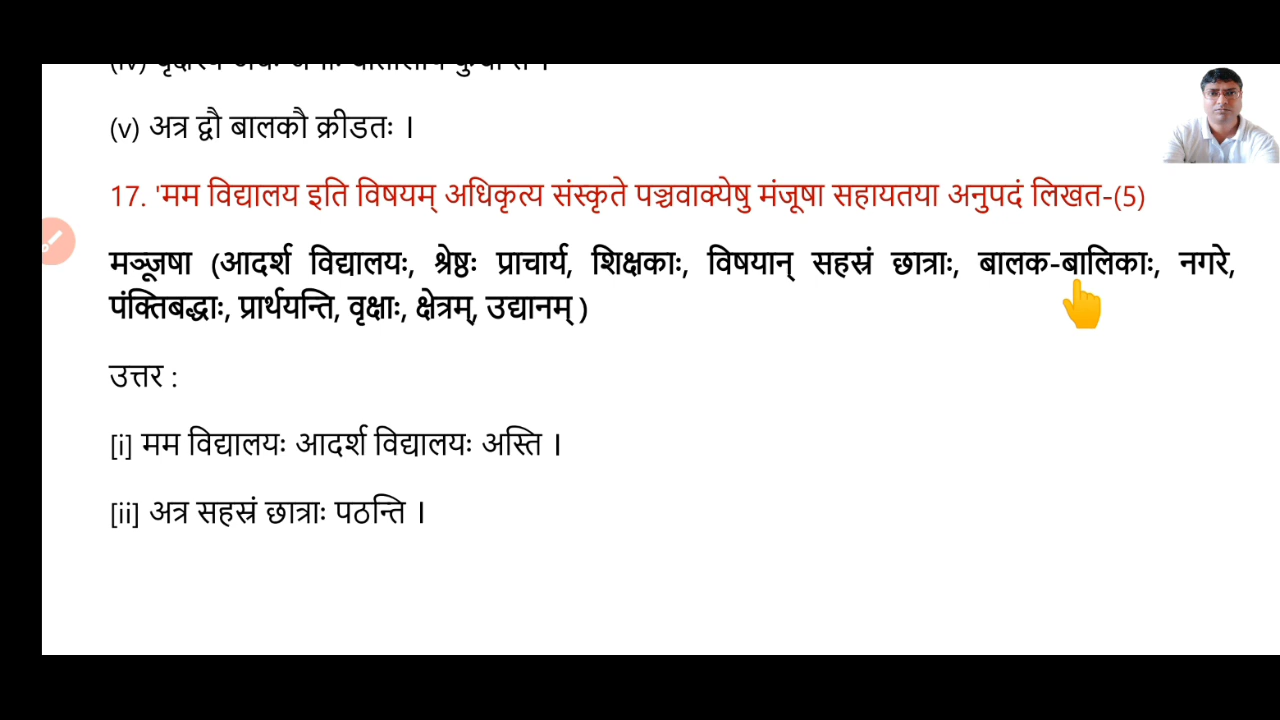 (v) अत्र द्वौ बालकौ क्रीडतः ।
17. 'मम विद्यालय इति विषयम् अधिकृत्य संस्कृते पञ्चवाक्येषु मंजूषा सहायतया अनुपदं लिखत-(5)
मञ्जूषा (आदर्श विद्यालयः, श्रेष्ठः प्राचार्य, शिक्षकाः, विषयान् सहस्रं छात्राः, बालक-बालिकाः, नगरे,
पंक्तिबद्धाः, प्रार्थयन्ति, वृक्षाः, क्षेत्रम्, उद्यानम् )
उत्तर :
[i] मम विद्यालयः आदर्श विद्यालयः अस्ति ।
[ii] अत्र सहस्रं छात्राः पठन्ति ।